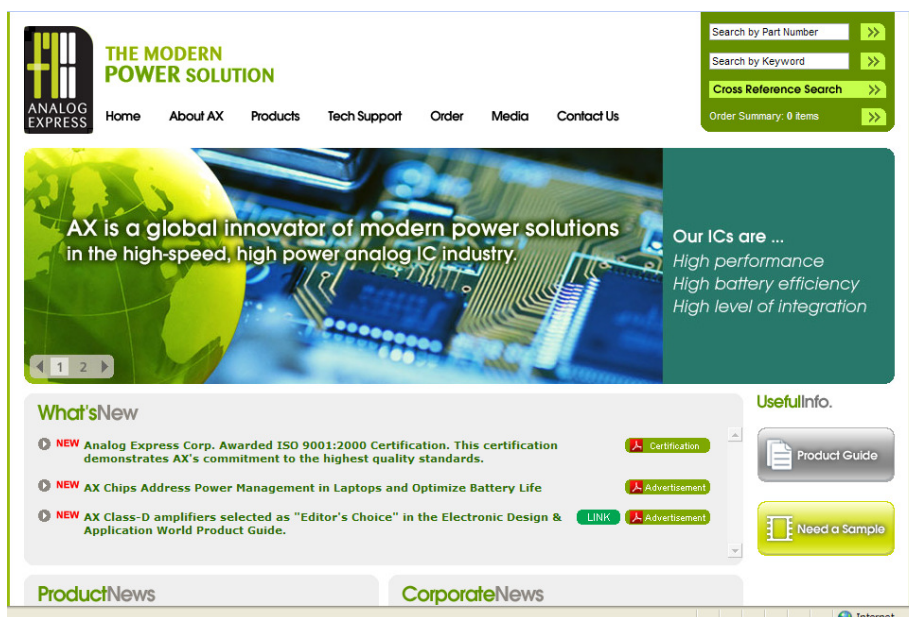 ANALOG
EXPRESS
THE MODERN
POWER SOLUTION
Home About AX Products Tech Support Order Media Contact Us
Search by Part Number >>
Search by Keyword >>
Cross Reference Search >>
Order Summary: 0 items >>
AX is a global innovator of modern power solutions
in the high-speed, high power analog IC industry.
Our ICs are ...
High performance
High battery efficiency
High level of integration
1 2
What'sNew
NEW Analog Express Corp. Awarded ISO 9001:2000 Certification. This certification Certification
demonstrates AX's commitment to the highest quality standards.
NEW AX Chips Address Power Management in Laptops and Optimize Battery Life Advertisement
NEW AX Class-D amplifiers selected as "Editor's Choice" in the Electronic Design & LINK Advertisement
Application World Product Guide.
UsefulInfo.
Product Guide
Need a Sample
ProductNews
CorporateNews
Internet